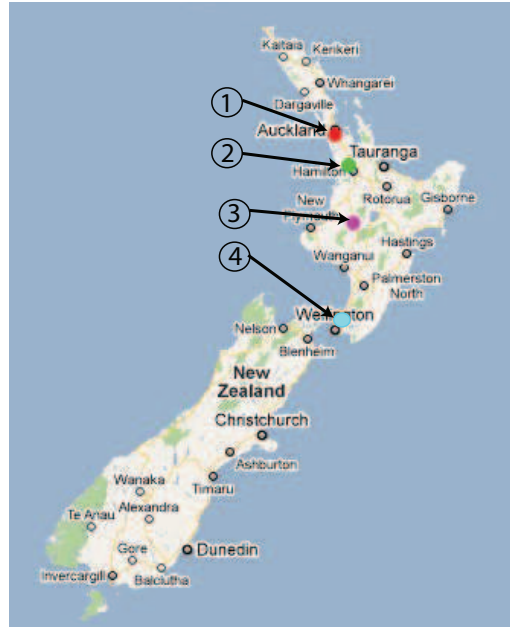 Kaitaia
Kerikeri
Whangarei
Dargaville
①
Auckland
②
Tauranga
Hamilton
③
New
Plymouth
Rotorua
Gisborne
Hastings
④
Wanganui
Palmerston
North
Wellington
Nelson
Blenheim
New
Zealand
Christchurch
Ashburton
Wanaka
Timaru
Te Anau
Alexandra
Gore
Dunedin
Invercargill
Balclutha